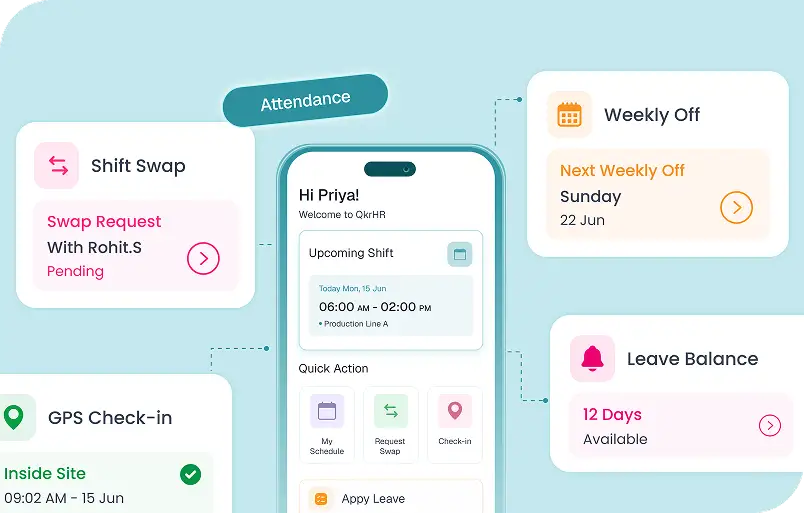 Attendance
Shift Swap
Swap Request
With Rohit.S
Pending
GPS Check-in
Inside Site
09:02 AM - 15 Jun
Hi Priya!
Welcome to QkrHR
Upcoming Shift
Today Mon, 15 Jun
06:00 AM - 02:00 PM
Production Line A
Quick Action
My
Schedule
Request
Swap
Check-in
Appy Leave
Weekly Off
Next Weekly Off
Sunday
22 Jun
Leave Balance
12 Days
Available